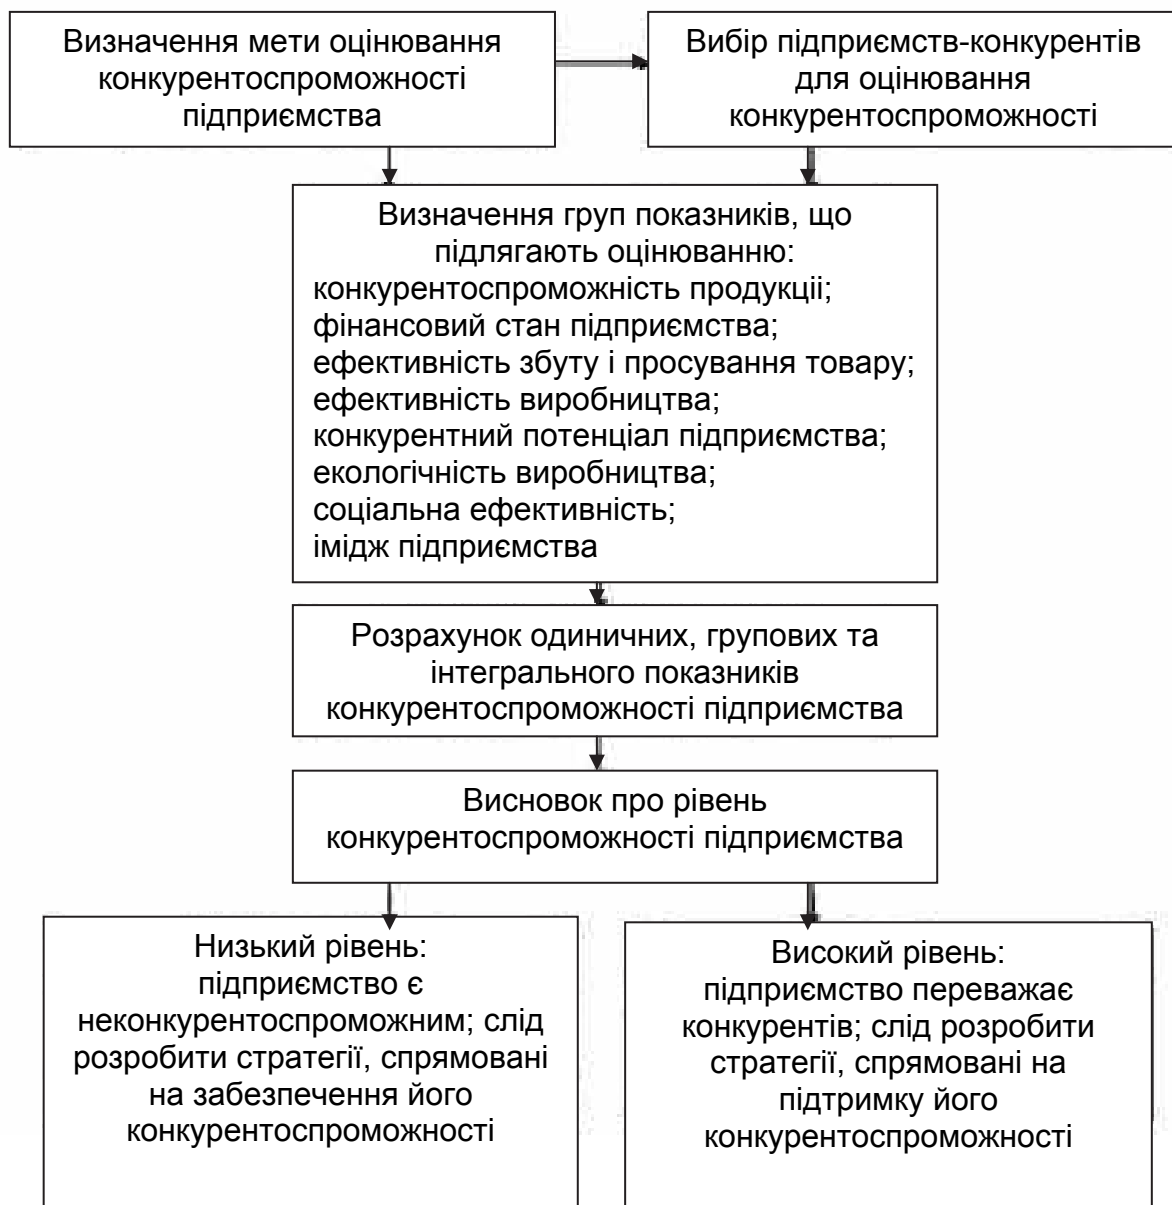 Визначення мети оцінювання
конкурентоспроможності
підприємства
Вибір підприємств-конкурентів
для оцінювання
конкурентоспроможності
Визначення груп показників, що
підлягають оцінюванню:
конкурентоспроможність продукціі;
фінансовий стан підприємства;
ефективність збуту і просування товару;
ефективність виробництва;
конкурентний потенціал підприємства;
екологічність виробництва;
соціальна ефективність;
імідж підприємства
Розрахунок одиничних, групових та
інтегрального показників
конкурентоспроможності підприємства
Висновок про рівень
конкурентоспроможності підприємства
Низький рівень:
підприємство є
неконкурентоспроможним; слід
розробити стратегії, спрямовані
на забезпечення його
конкурентоспроможності
Високий рівень:
підприємство переважає
конкурентів; слід розробити
стратегії, спрямовані на
підтримку його
конкурентоспроможності